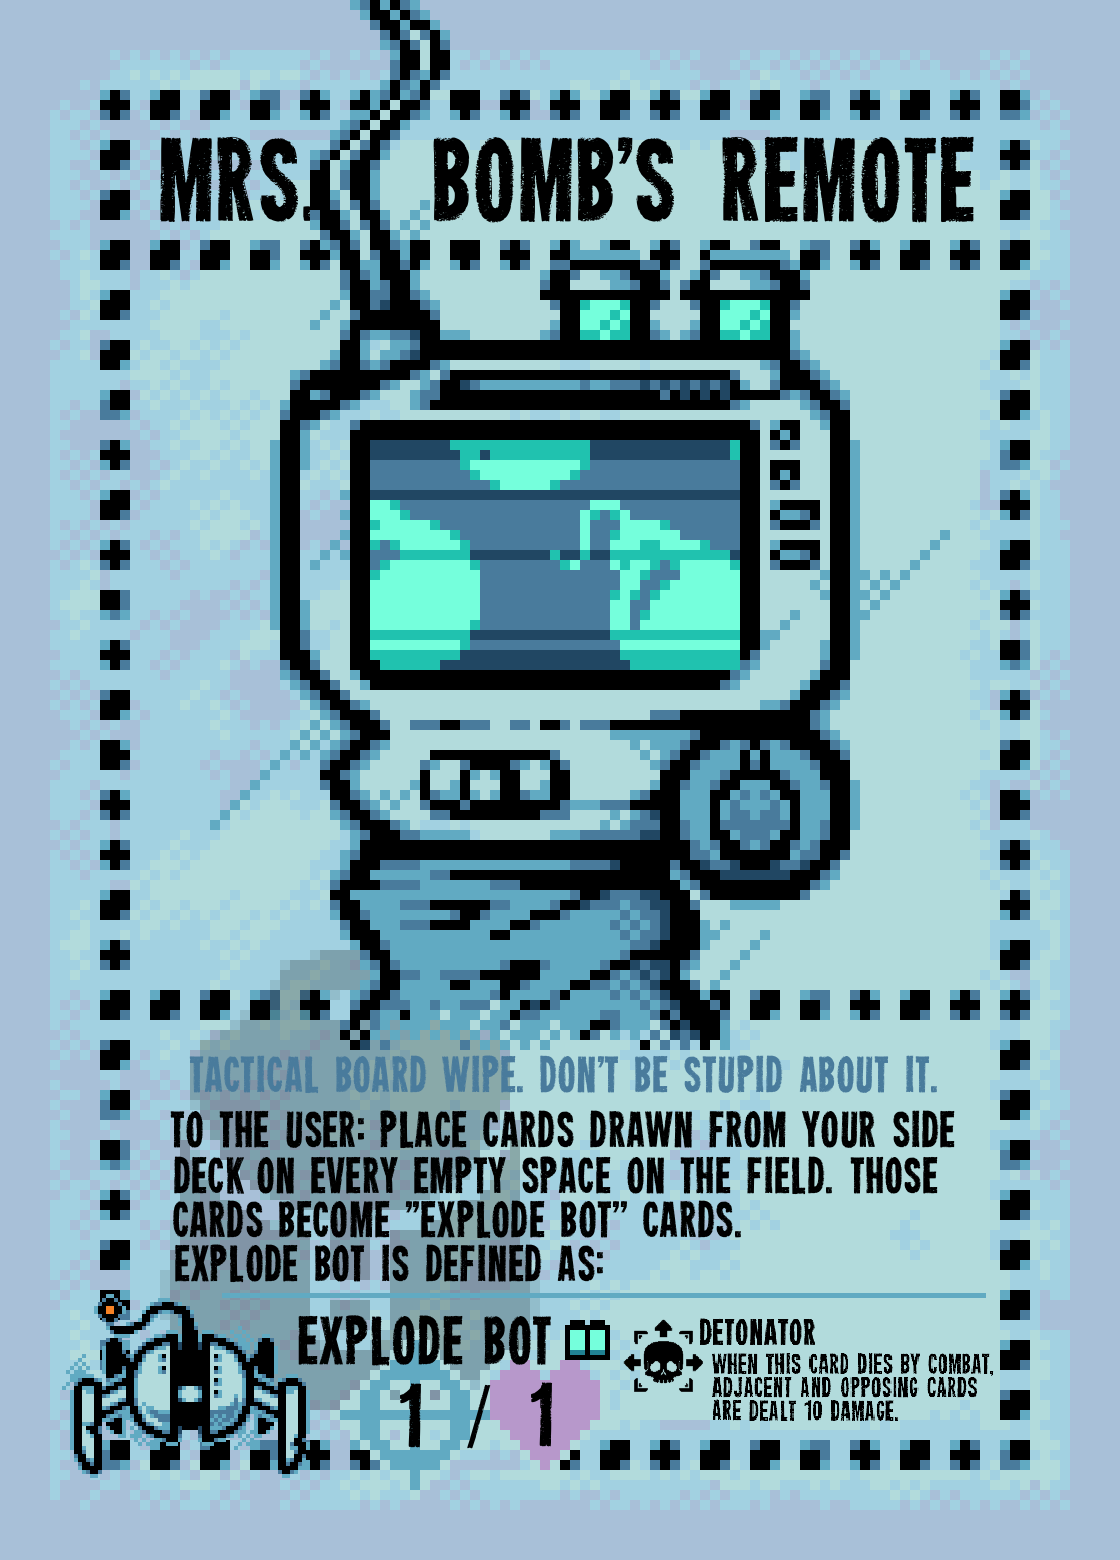 MRS. BOMB'S REMOTE
TACTICAL BOARD WIPE. DON'T BE STUPID ABOUT IT.
TO THE USER: PLACE CARDS DRAWN FROM YOUR SIDE
DECK ON EVERY EMPTY SPACE ON THE FIELD. THOSE
CARDS BECOME "EXPLODE BOT" CARDS.
EXPLODE BOT IS DEFINED AS:
EXPLODE BOT
1 / 1
DETONATOR
WHEN THIS CARD DIES BY COMBAT,
ADJACENT AND OPPOSING CARDS
ARE DEALT 10 DAMAGE.